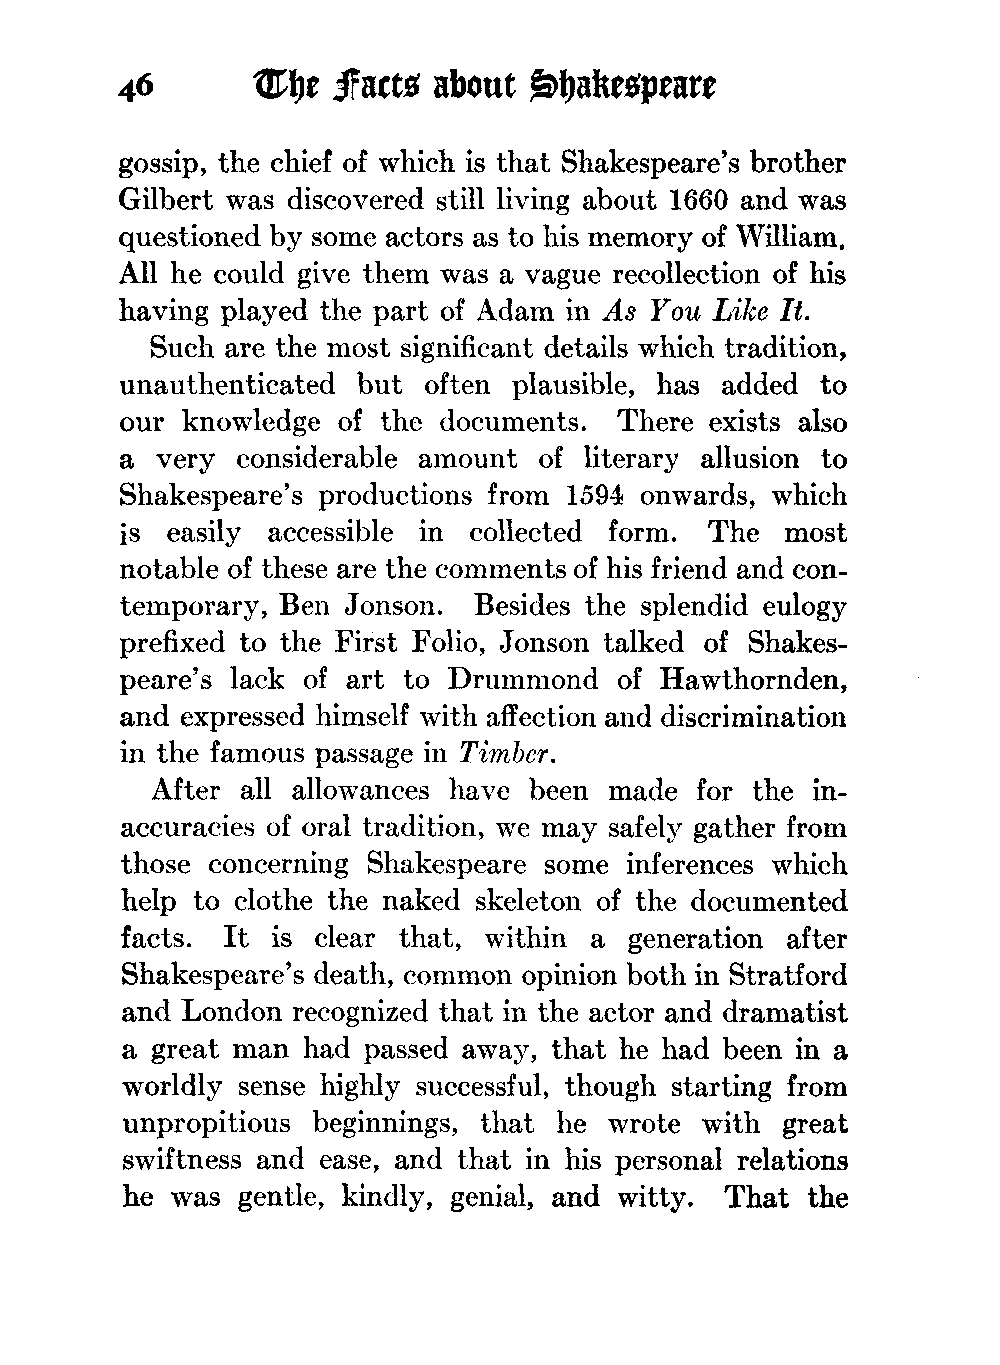 46 The Facts about Shakespeare
gossip, the chief of which is that Shakespeare's brother
Gilbert was discovered still living about 1660 and was
questioned by some actors as to his memory of William.
All he could give them was a vague recollection of his
having played the part of Adam in As You Like It.
Such are the most significant details which tradition,
unauthenticated but often plausible, has added to
our knowledge of the documents. There exists also
a very considerable amount of literary allusion to
Shakespeare's productions from 1594 onwards, which
is easily accessible in collected form. The most
notable of these are the comments of his friend and con-
temporary, Ben Jonson. Besides the splendid eulogy
prefixed to the First Folio, Jonson talked of Shakes-
peare's lack of art to Drummond of Hawthornden,
and expressed himself with affection and discrimination
in the famous passage in Timber.
After all allowances have been made for the in-
accuracies of oral tradition, we may safely gather from
those concerning Shakespeare some inferences which
help to clothe the naked skeleton of the documented
facts. It is clear that, within a generation after
Shakespeare's death, common opinion both in Stratford
and London recognized that in the actor and dramatist
a great man had passed away, that he had been in a
worldly sense highly successful, though starting from
unpropitious beginnings, that he wrote with great
swiftness and ease, and that in his personal relations
he was gentle, kindly, genial, and witty. That the